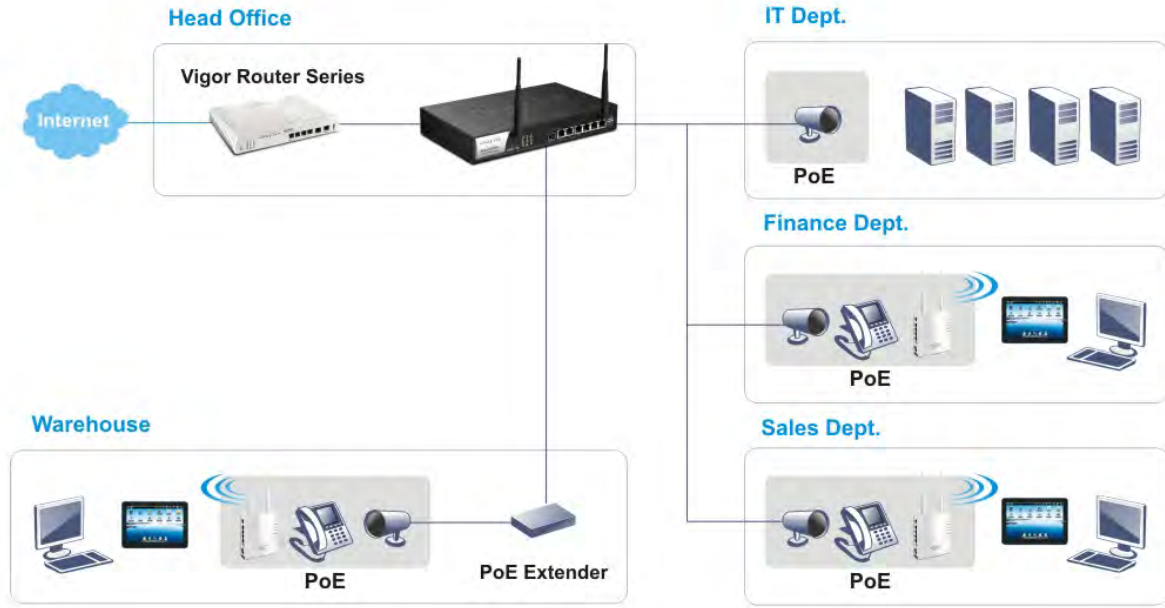 Head Office
IT Dept.
Vigor Router Series
Internet
PoE
Finance Dept.
PoE
Warehouse
Sales Dept.
PoE
PoE Extender
PoE